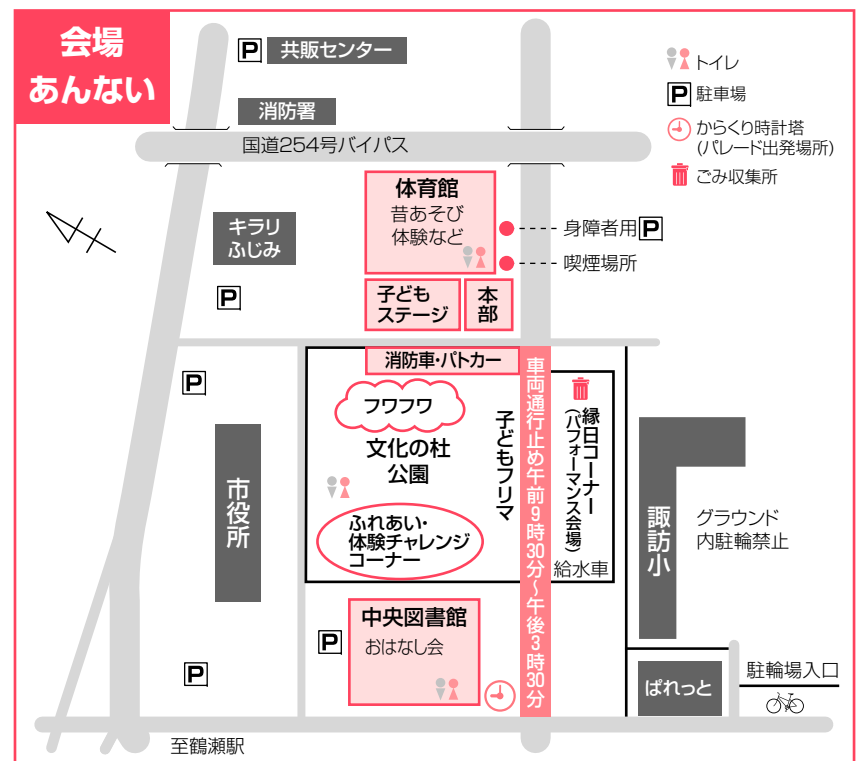 会場
あんない
P 共販センター
消防署
国道254号バイパス
トイレ
P 駐車場
からくり時計塔
(パレード出発場所)
ごみ収集所
体育館
昔あそび
体験など
キラリ
ふじみ
身障者用P
喫煙場所
P
子ども
ステージ
本部
消防車・パトカー
P
フワフワ
文化の杜
公園
子どもフリマ
車両通行止め午前9時30分～午後3時30分
縁日コーナー
(パフォーマンス会場)
給水車
市役所
ふれあい・
体験チャレンジ
コーナー
諏訪小
グラウンド
内駐輪禁止
中央図書館
おはなし会
P
P
ぱれっと
駐輪場入口
至鶴瀬駅